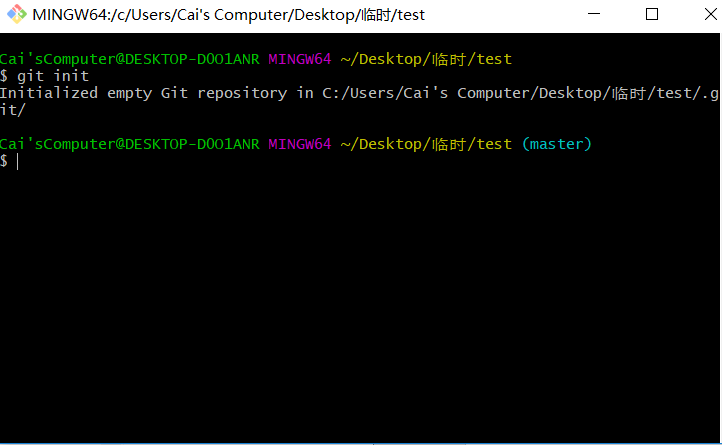 MINGW64:/c/Users/Cai's Computer/Desktop/临时/test
Cai'sComputer@DESKTOP-D0O1ANR MINGW64 ~/Desktop/临时/test
$ git init
Initialized empty Git repository in C:/Users/Cai's Computer/Desktop/临时/test/.g
it/
Cai'sComputer@DESKTOP-D0O1ANR MINGW64 ~/Desktop/临时/test (master)
$